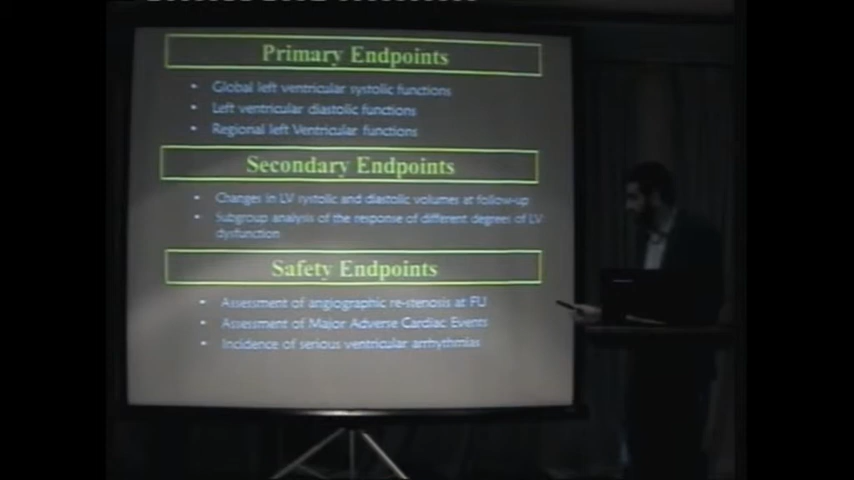 Primary Endpoints
• Global left ventricular systolic functions
• Left ventricular diastolic functions
• Regional left Ventricular functions
Secondary Endpoints
• Changes in LV systolic and diastolic volumes at follow-up
• Subgroup analysis of the response of different degrees of LV
dysfunction
Safety Endpoints
• Assessment of angiographic re-stenosis at FU
• Assessment of Major Adverse Cardiac Events
• Incidence of serious ventricular arrhythmias